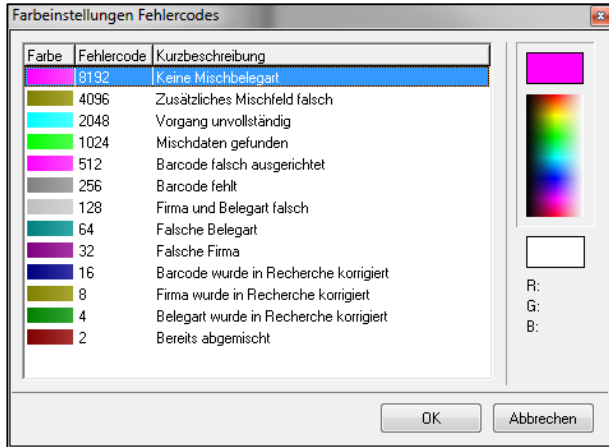 Farbeinstellungen Fehlercodes
Farbe Fehlercode Kurzbeschreibung
8192 Keine Mischbelegart
4096 Zusätzliches Mischfeld falsch
2048 Vorgang unvollständig
1024 Mischdaten gefunden
512 Barcode falsch ausgerichtet
256 Barcode fehlt
128 Firma und Belegart falsch
64 Falsche Belegart
32 Falsche Firma
16 Barcode wurde in Recherche korrigiert
8 Firma wurde in Recherche korrigiert
4 Belegart wurde in Recherche korrigiert
2 Bereits abgemischt
R:
G:
B:
OK Abbrechen